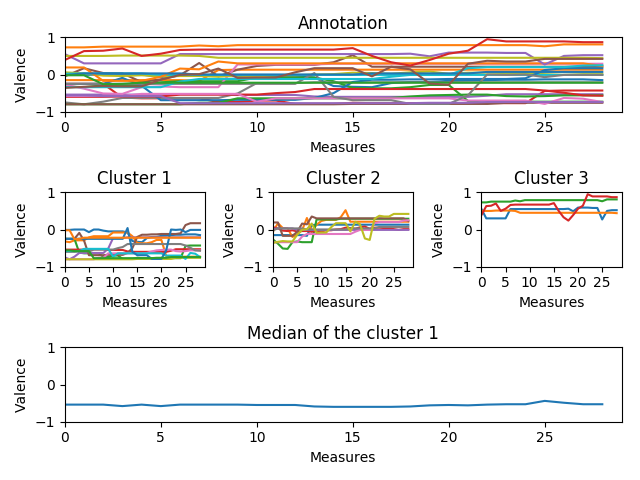 Annotation
Valence
1
0
−1
0 5 10 15 20 25
Measures
Cluster 1 Cluster 2 Cluster 3
Valence Valence Valence
1 1 1
0 0 0
−1 −1 −1
0 5 10 15 20 25 0 5 10 15 20 25 0 5 10 15 20 25
Measures Measures Measures
Median of the cluster 1
Valence
1
0
−1
0 5 10 15 20 25
Measures